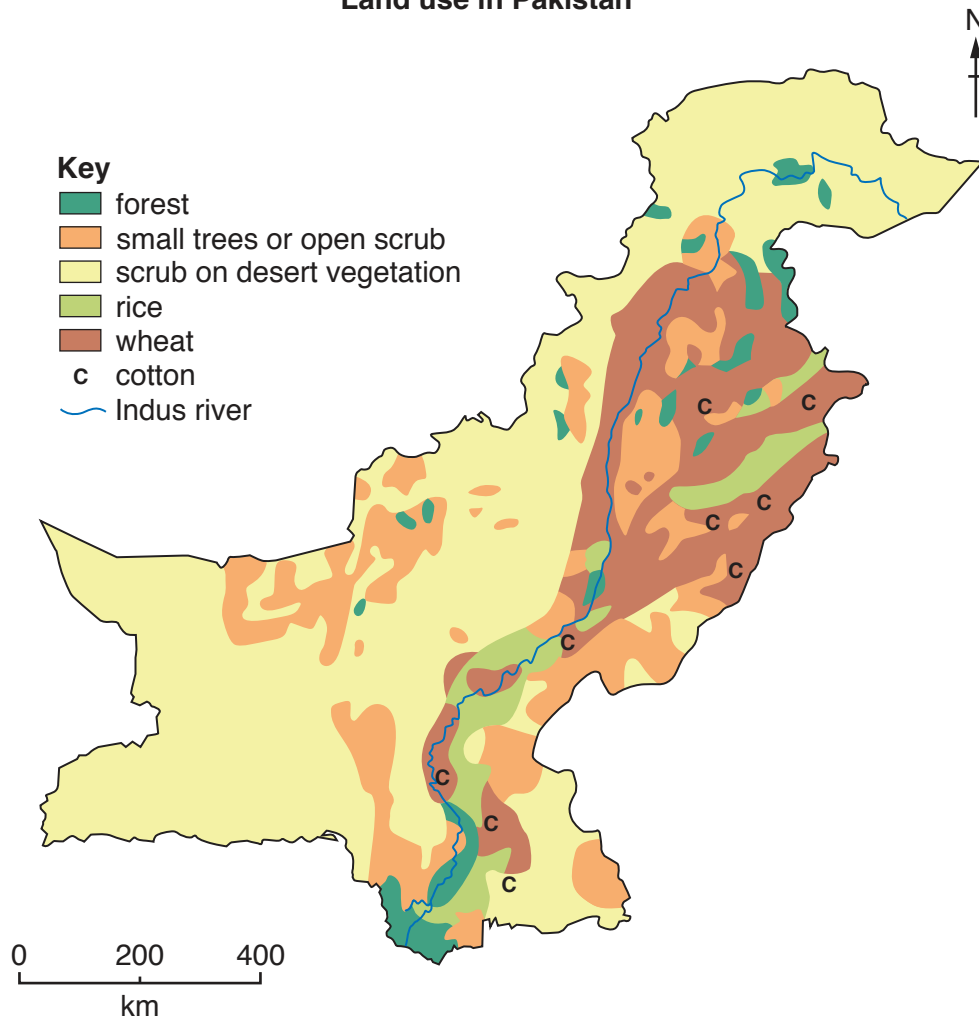 Land use in Pakistan
N
Key
forest
small trees or open scrub
scrub on desert vegetation
rice
wheat
C cotton
Indus river
C
C
C
C
C
C
C
C
C
0 200 400
km